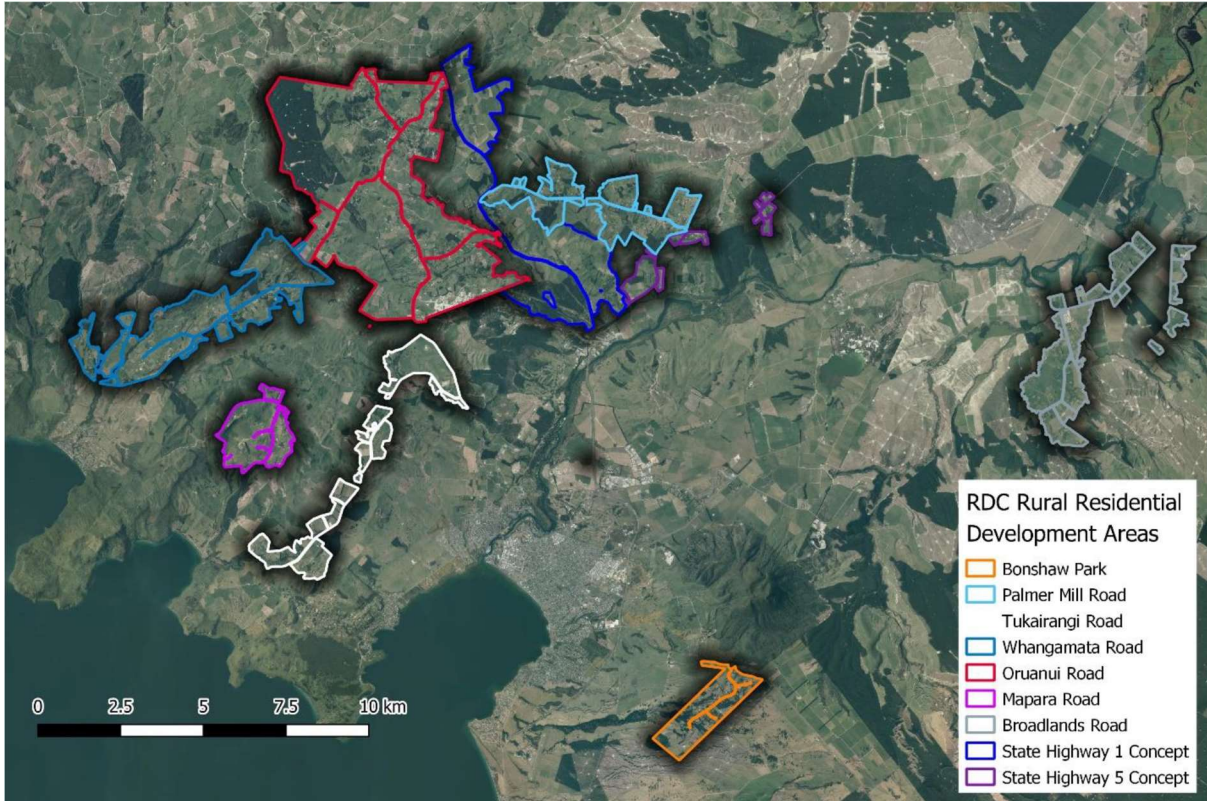 RDC Rural Residential
Development Areas
Bonshaw Park
Palmer Mill Road
Tukairangi Road
Whangamata Road
Oruanui Road
Mapara Road
Broadlands Road
State Highway 1 Concept
State Highway 5 Concept
0 2.5 5 7.5 10 km